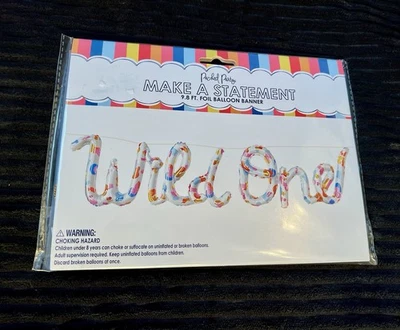 Packed Party
MAKE A STATEMENT
9.8 FT. FOIL BALLOON BANNER
Wild One!
⚠ WARNING:
CHOKING HAZARD
Children under 8 years can choke or suffocate on uninflated or broken balloons.
Adult supervision required. Keep uninflated balloons from children.
Discard broken balloons at once.